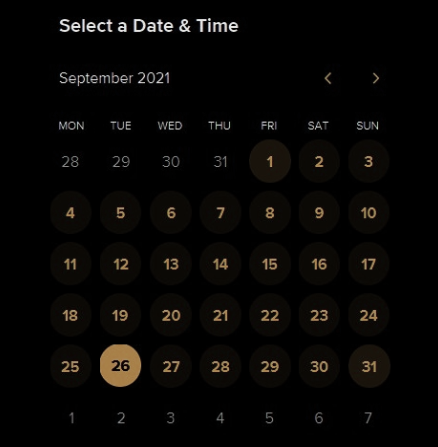 Select a Date & Time
September 2021
MON TUE WED THU FRI SAT SUN
28 29 30 31 1 2 3
4 5 6 7 8 9 10
11 12 13 14 15 16 17
18 19 20 21 22 23 24
25 26 27 28 29 30 31
1 2 3 4 5 6 7